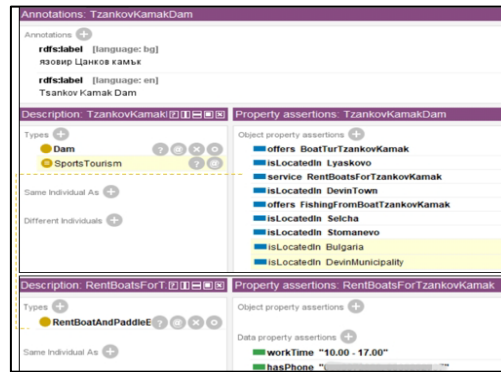 Annotations: TzankovKamakDam
Annotations
rdfs:label [language: bg]
язовир Цанков камък
rdfs:label [language: en]
Tsankov Kamak Dam
Description: TzankovKamakI
Property assertions: TzankovKamakDam
Types
Dam
SportsTourism
Same Individual As
Different Individuals
Object property assertions
offers BoatTurTzankovKamak
isLocatedIn Lyaskovo
service RentBoatsForTzankovKamak
isLocatedIn DevinTown
offers FishingFromBoatTzankovKamak
isLocatedIn Selcha
isLocatedIn Stomanevo
isLocatedIn Bulgaria
isLocatedIn DevinMunicipality
Description: RentBoatsForT
Property assertions: RentBoatsForTzankovKamak
Types
RentBoatAndPaddleE
Same Individual As
Object property assertions
Data property assertions
workTime "10.00 - 17.00"
hasPhone "